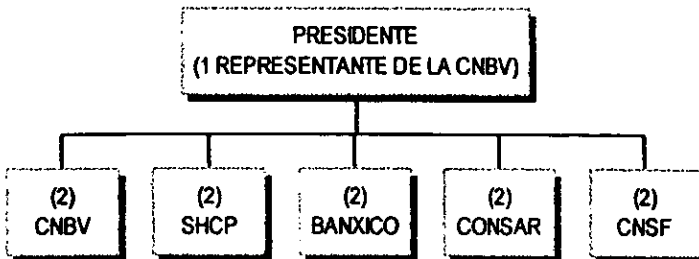 PRESIDENTE
(1 REPRESENTANTE DE LA CNBV)
(2)
CNBV
(2)
SHCP
(2)
BANXICO
(2)
CONSAR
(2)
CNSF